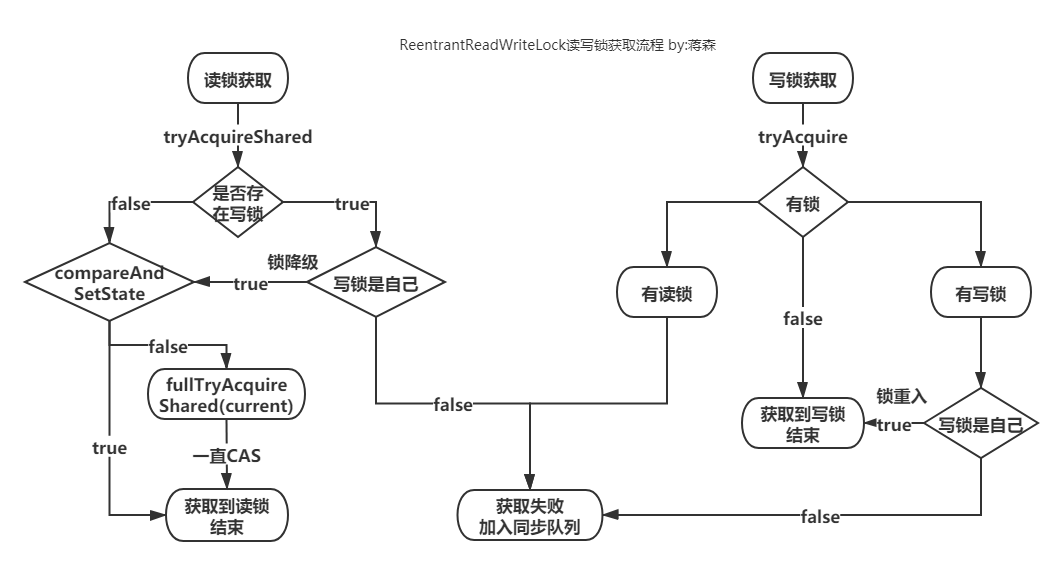 ReentrantReadWriteLock读写锁获取流程 by:蒋森
读锁获取
写锁获取
tryAcquireShared
tryAcquire
是否存
在写锁
有锁
false
true
compareAnd
SetState
锁降级
true
写锁是自己
有读锁
有写锁
false
false
fullTryAcquire
Shared(current)
false
锁重入
获取到写锁
结束
true
写锁是自己
true
一直CAS
获取到读锁
结束
获取失败
加入同步队列
false